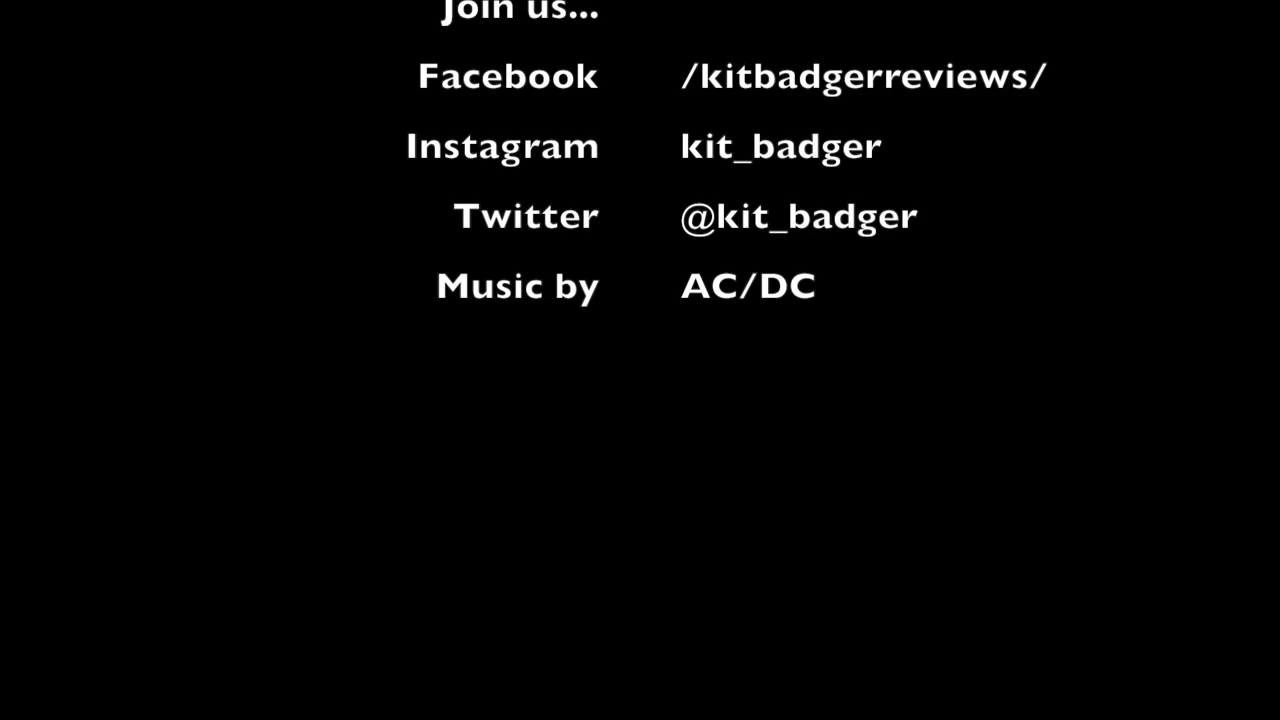 Join us...
Facebook /kitbadgerreviews/
Instagram kit_badger
Twitter @kit_badger
Music by AC/DC